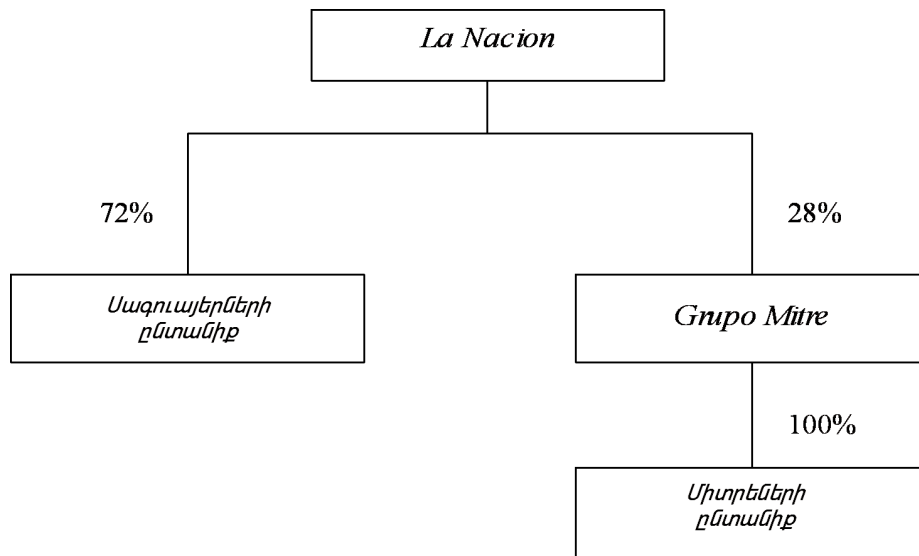 La Nacion
72%
28%
Սագուայերների
ընտանիք
Grupo Mitre
100%
Միտրեների
ընտանիք